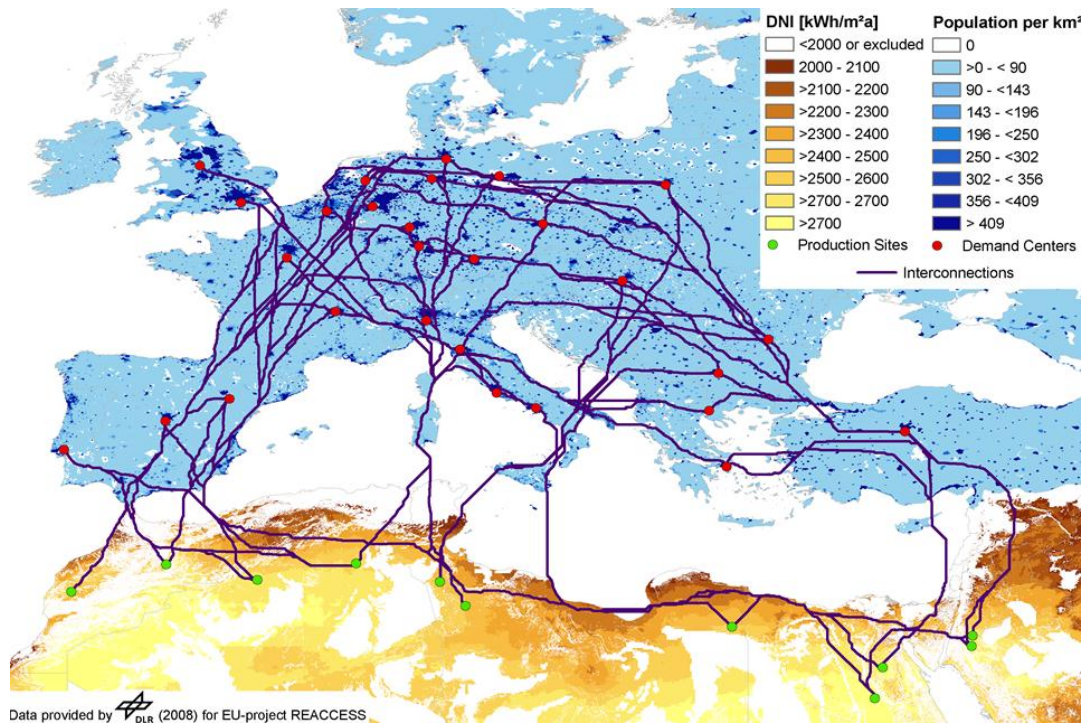 DNI [kWh/m²a]
<2000 or excluded
2000 - 2100
>2100 - 2200
>2200 - 2300
>2300 - 2400
>2400 - 2500
>2500 - 2600
>2700 - 2700
>2700
Production Sites
Population per km²
0
>0 - < 90
90 - <143
143 - <196
196 - <250
250 - <302
302 - < 356
356 - <409
> 409
Demand Centers
Interconnections
Data provided by DLR (2008) for EU-project REACCESS